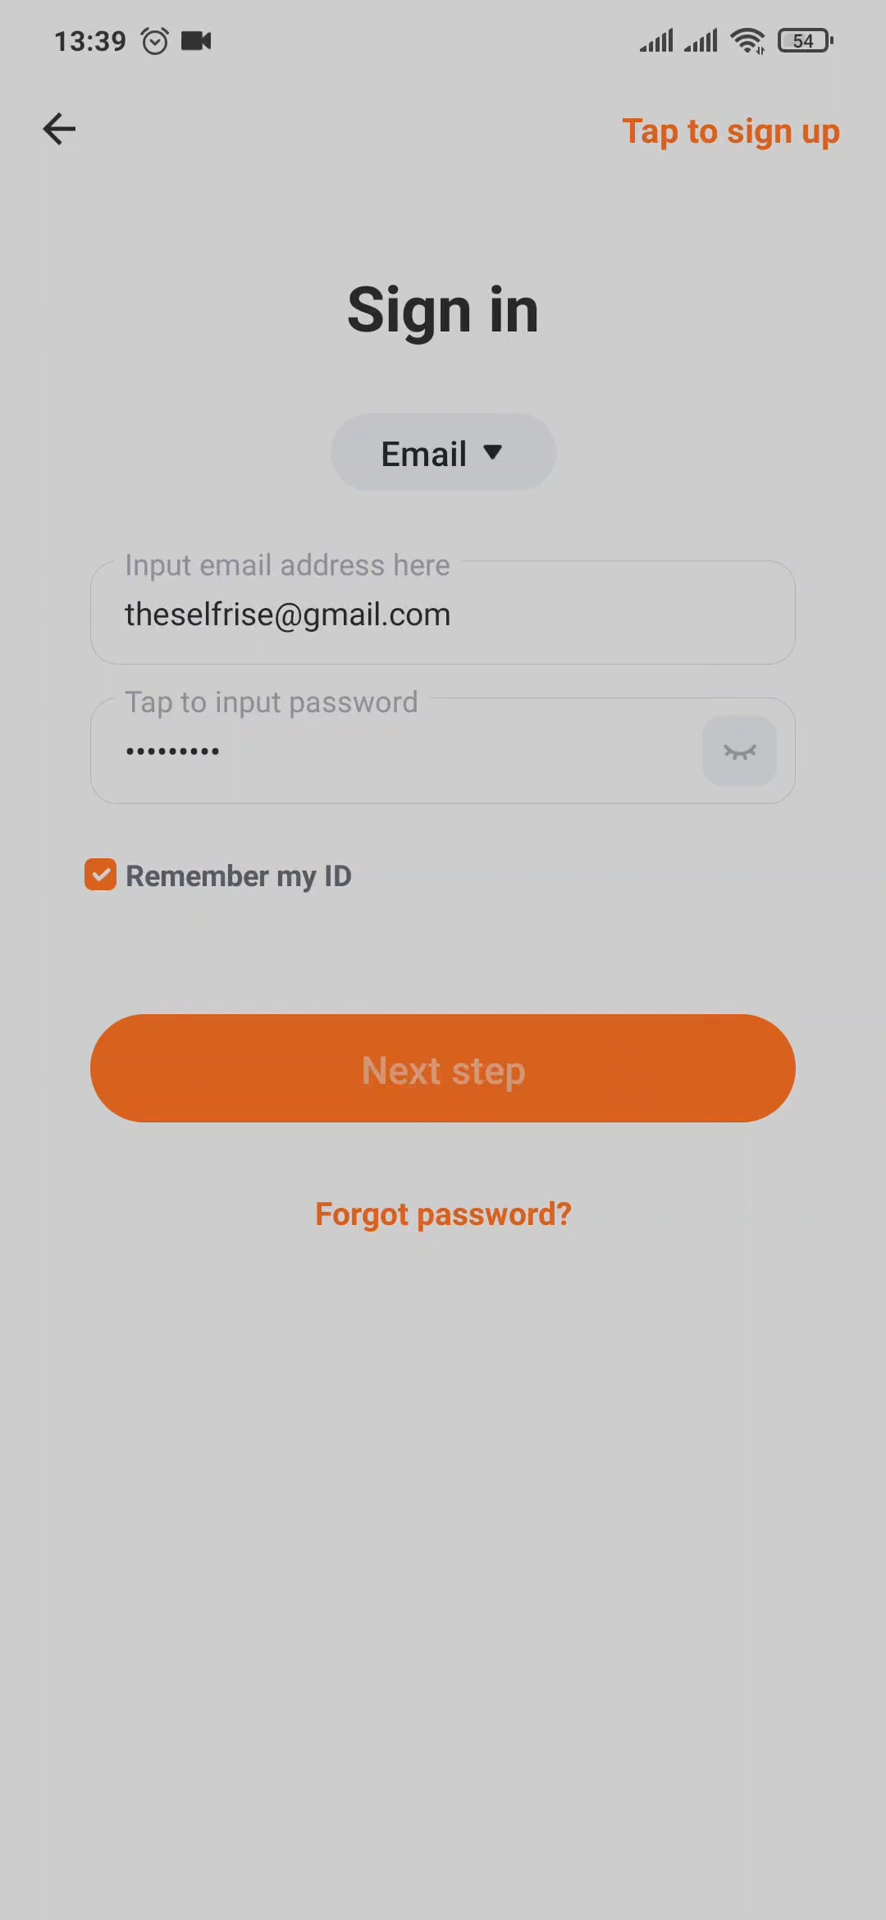 13:39
54
Tap to sign up
Sign in
Email
Input email address here
theselfrise@gmail.com
Tap to input password
•••••••••
Remember my ID
Next step
Forgot password?